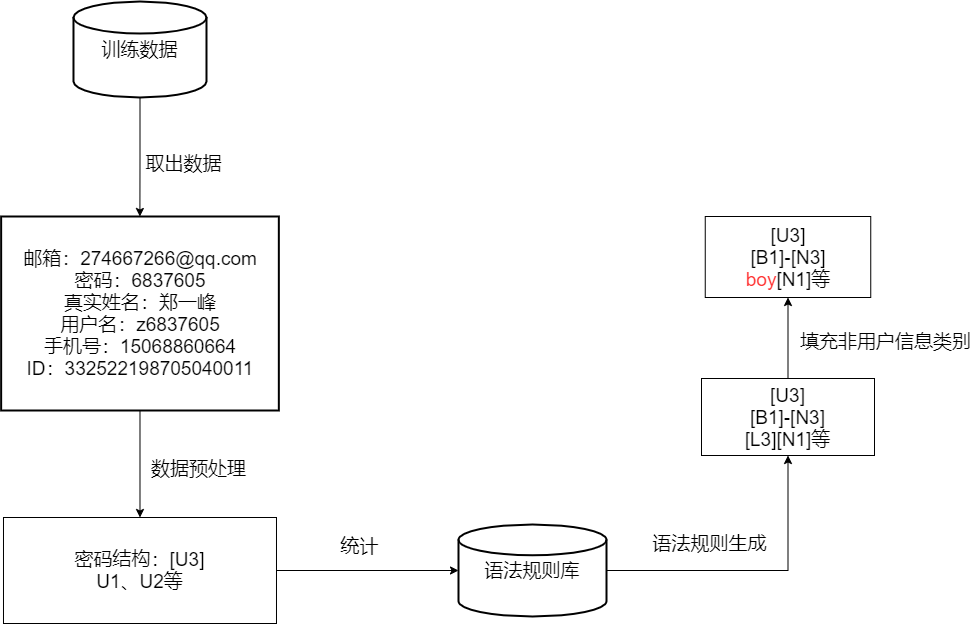 训练数据
取出数据
邮箱：274667266@qq.com
密码：6837605
真实姓名：郑一峰
用户名：z6837605
手机号：15068860664
ID：332522198705040011
数据预处理
密码结构：[U3]
U1、U2等
统计
语法规则库
语法规则生成
[U3]
[B1]-[N3]
[L3][N1]等
填充非用户信息类别
[U3]
[B1]-[N3]
boy[N1]等